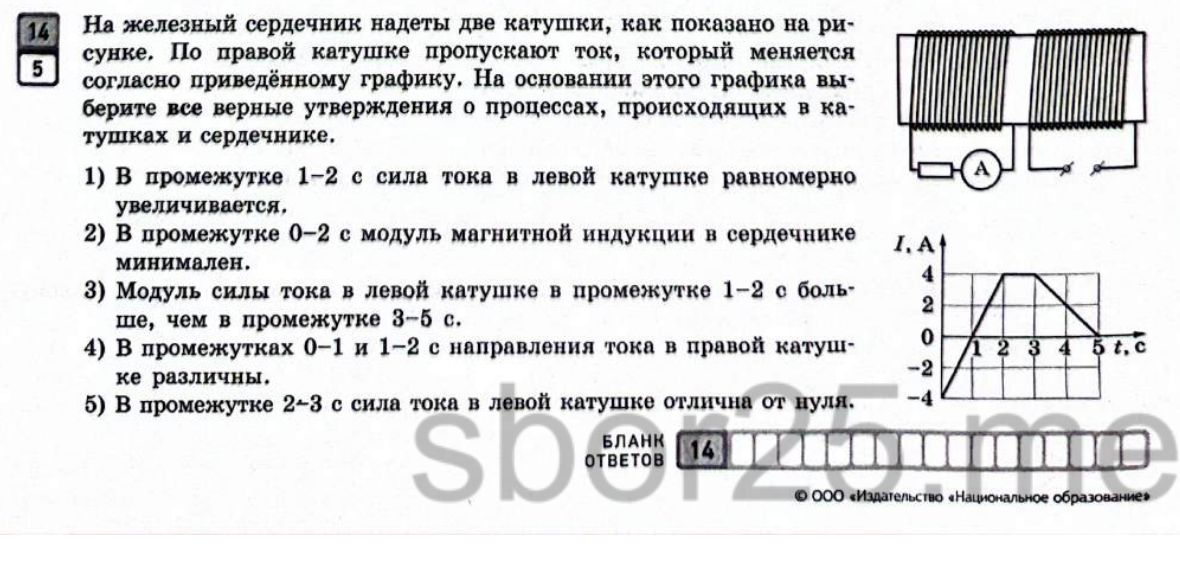 14
5
На железный сердечник надеты две катушки, как показано на ри-
сунке. По правой катушке пропускают ток, который меняется
согласно приведённому графику. На основании этого графика вы-
берите все верные утверждения о процессах, происходящих в ка-
тушках и сердечнике.
1) В промежутке 1–2 с сила тока в левой катушке равномерно
увеличивается.
2) В промежутке 0–2 с модуль магнитной индукции в сердечнике
минимален.
3) Модуль силы тока в левой катушке в промежутке 1–2 с боль-
ше, чем в промежутке 3–5 с.
4) В промежутках 0–1 и 1–2 с направления тока в правой катуш-
ке различны.
5) В промежутке 2–3 с сила тока в левой катушке отлична от нуля.
А
I, А
4
2
0
1 2 3 4 5 t, с
−2
−4
БЛАНК
ОТВЕТОВ
14
sbor25.me
© ООО «Издательство «Национальное образование»